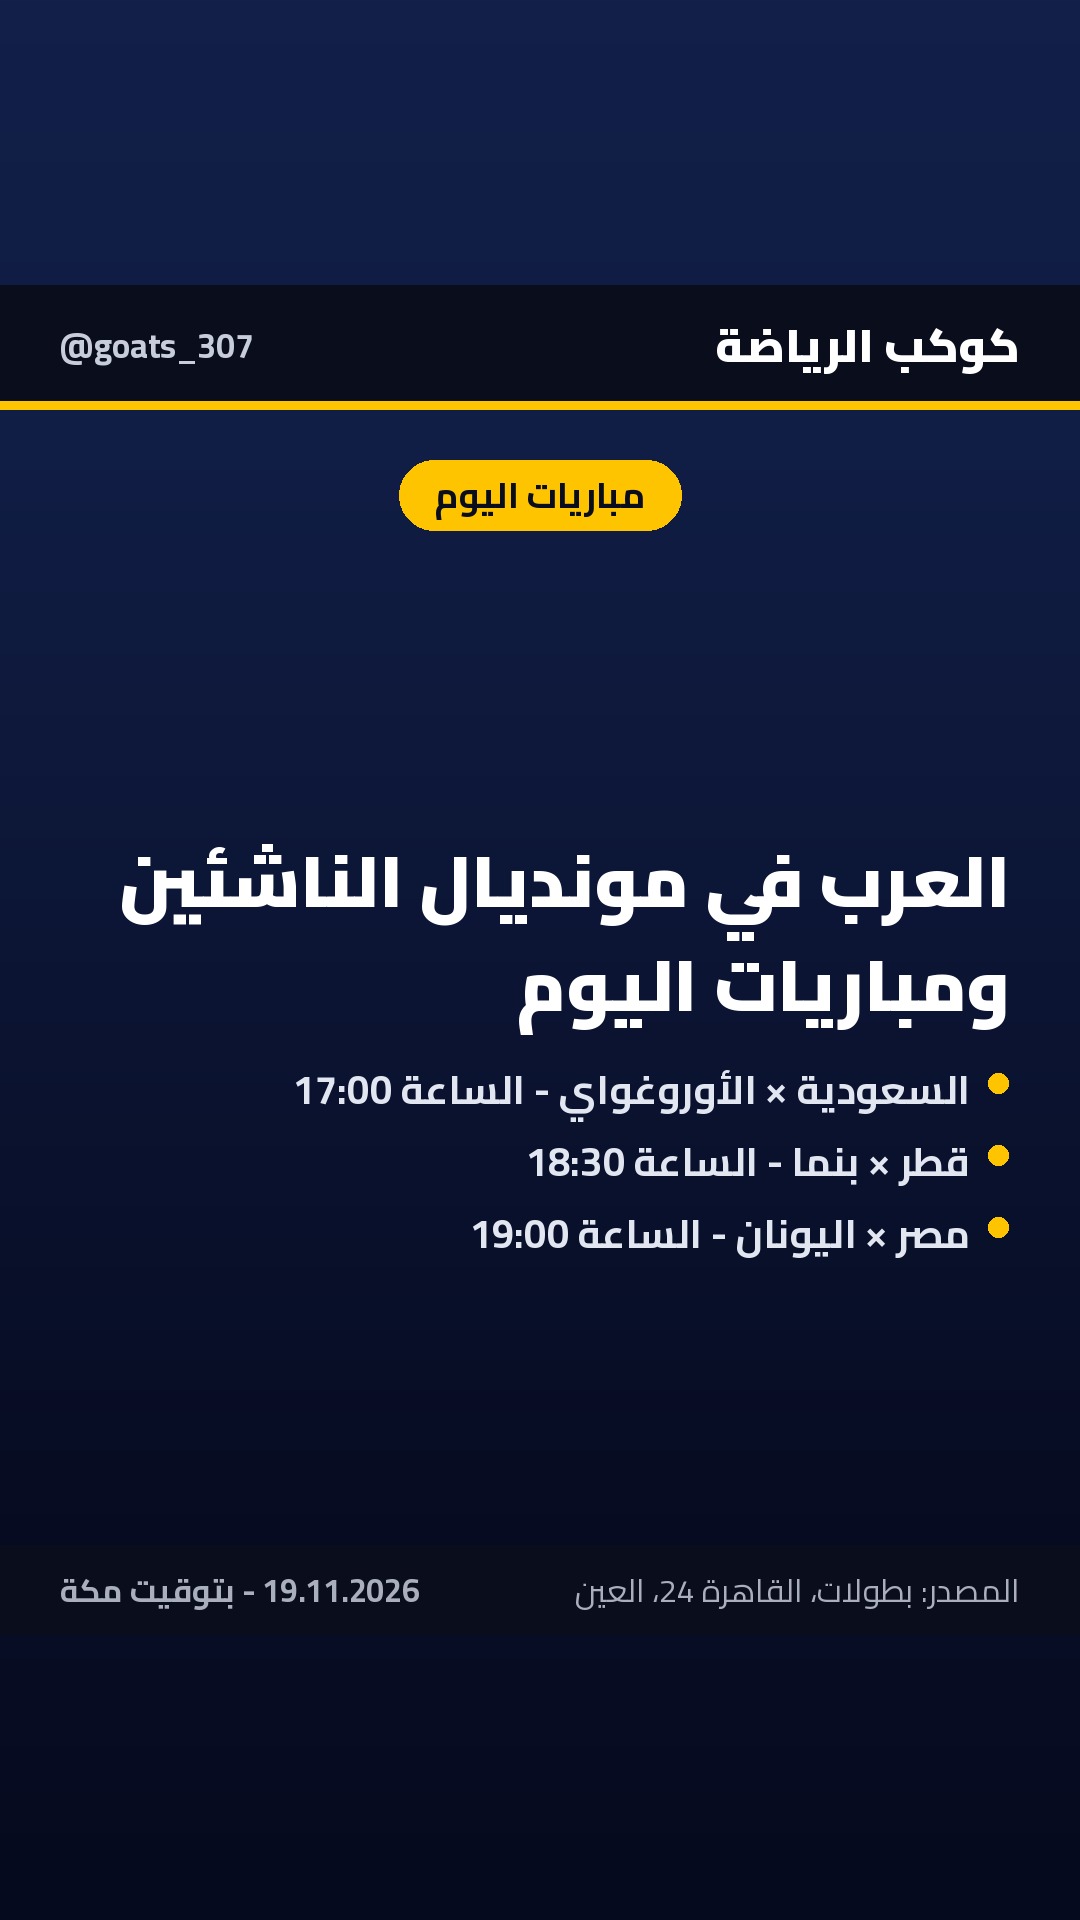 كوكب الرياضة
@goats_307
مباريات اليوم
العرب في مونديال الناشئين
ومباريات اليوم
السعودية × الأوروغواي - الساعة 17:00
قطر × بنما - الساعة 18:30
مصر × اليونان - الساعة 19:00
المصدر: بطولات، القاهرة 24، العين
19.11.2026 - بتوقيت مكة